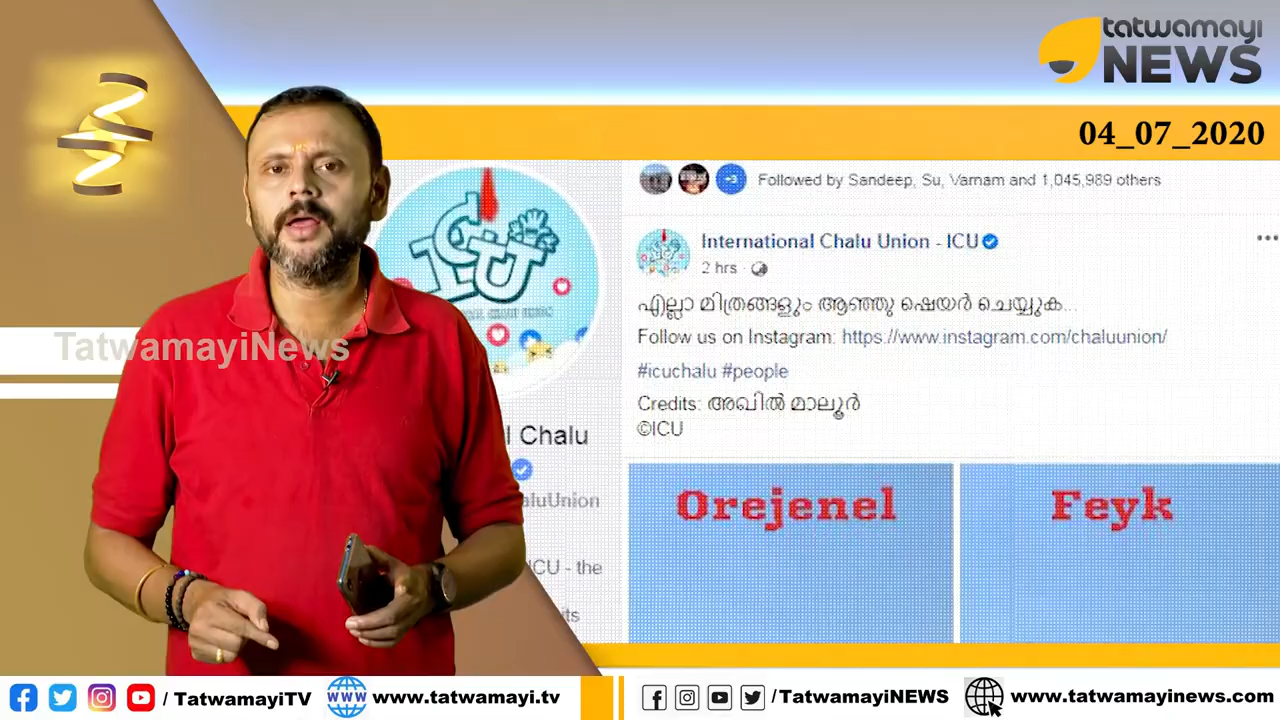 tatwamayi
NEWS
04_07_2020
Followed by Sandeep, Su, Varnam and 1,045,989 others
+3
ICU
International Chalu Union - ICU
2 hrs
എല്ലാ മിത്രങ്ങളും ആഞ്ഞു ഷെയർ ചെയ്യുക...
Follow us on Instagram: https://www.instagram.com/chaluunion/
#icuchalu #people
Credits: അഖിൽ മാലൂർ
©ICU
TatwamayiNews
l Chalu
aluUnion
ICU - the
its
Orejenel
Feyk
/ TatwamayiTV
www.tatwamayi.tv
/TatwamayiNEWS
www.tatwamayinews.com